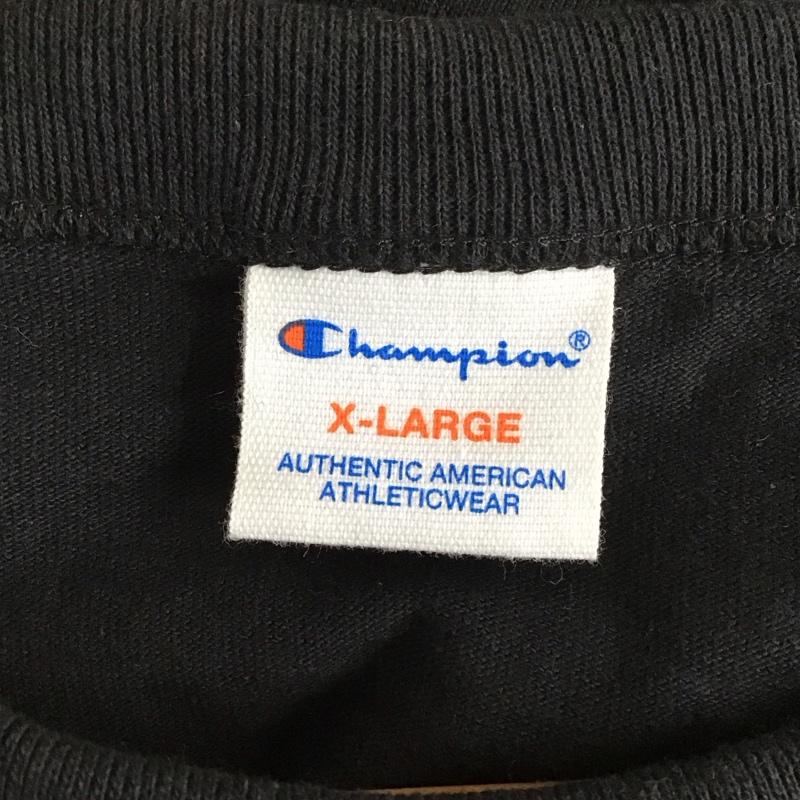 Champion®
X-LARGE
AUTHENTIC AMERICAN
ATHLETICWEAR